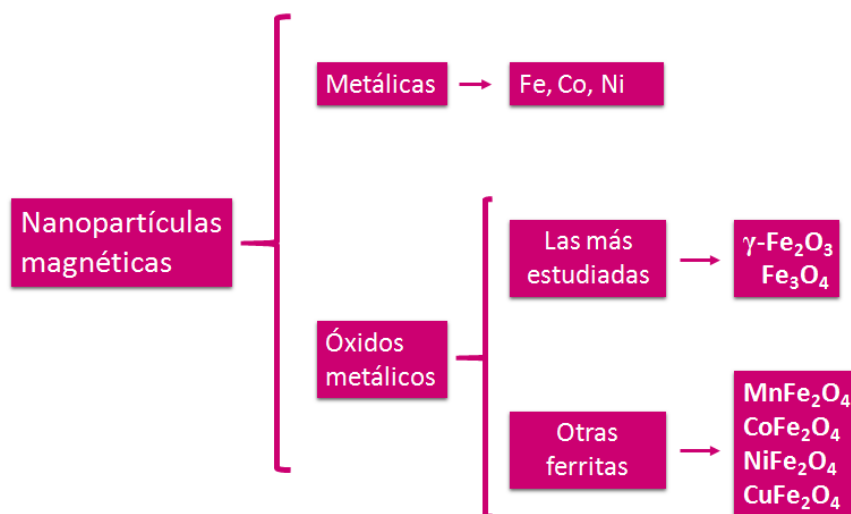 Nanopartículas
magnéticas
Metálicas
Fe, Co, Ni
Óxidos
metálicos
Las más
estudiadas
γ-Fe₂O₃
Fe₃O₄
Otras
ferritas
MnFe₂O₄
CoFe₂O₄
NiFe₂O₄
CuFe₂O₄